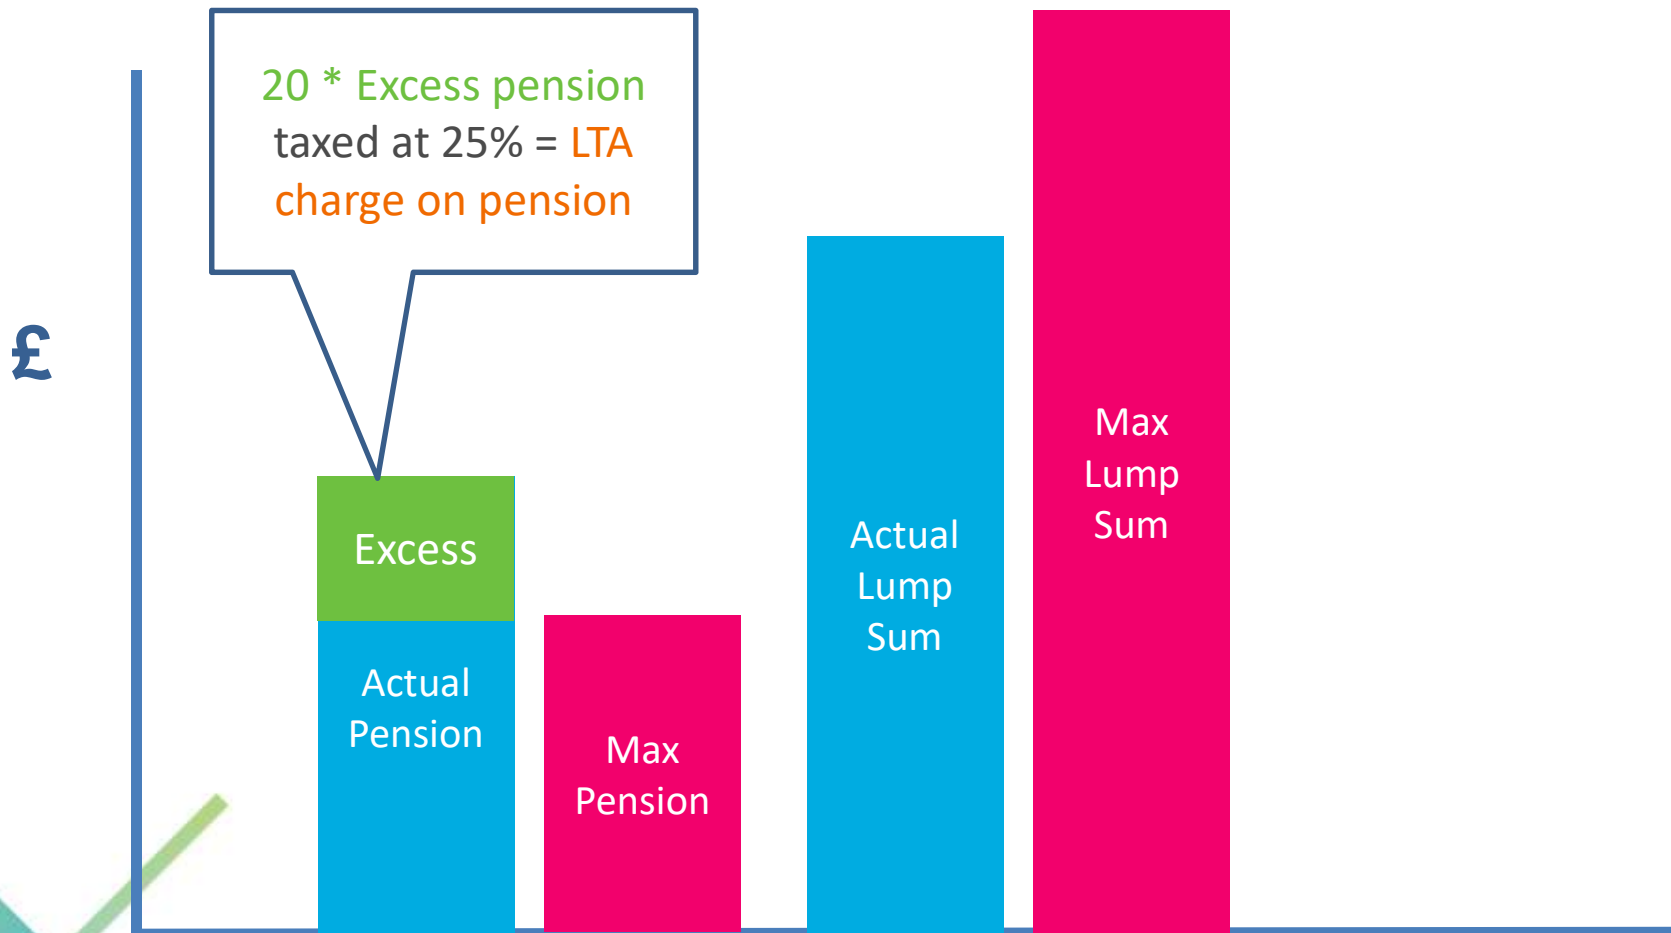 20 * Excess pension
taxed at 25% = LTA
charge on pension
£
Excess
Actual
Pension
Max
Pension
Actual
Lump
Sum
Max
Lump
Sum